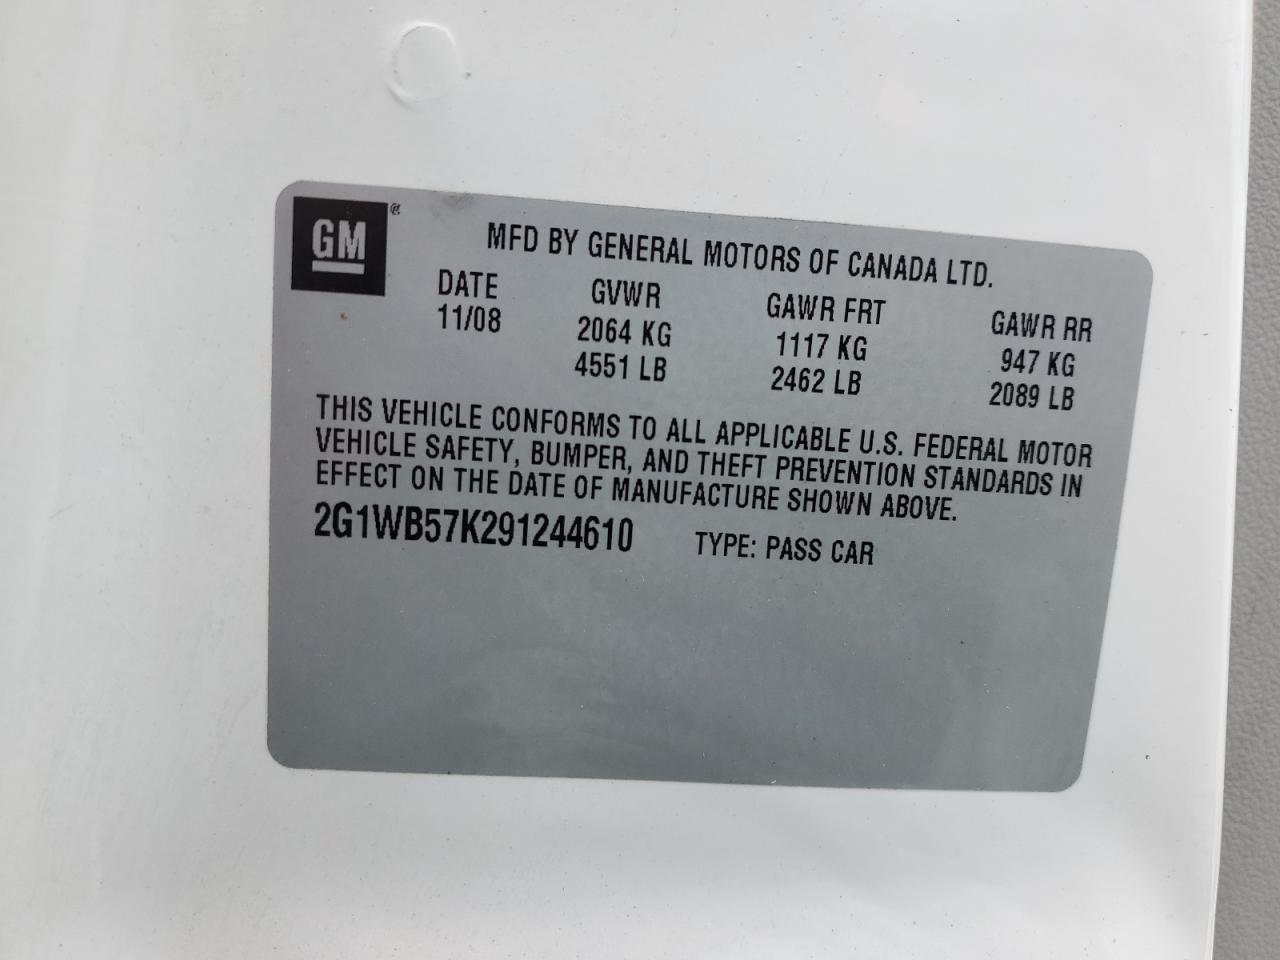 GM®
MFD BY GENERAL MOTORS OF CANADA LTD.
DATE GVWR GAWR FRT GAWR RR
11/08 2064 KG 1117 KG 947 KG
4551 LB 2462 LB 2089 LB
THIS VEHICLE CONFORMS TO ALL APPLICABLE U.S. FEDERAL MOTOR
VEHICLE SAFETY, BUMPER, AND THEFT PREVENTION STANDARDS IN
EFFECT ON THE DATE OF MANUFACTURE SHOWN ABOVE.
2G1WB57K291244610 TYPE: PASS CAR